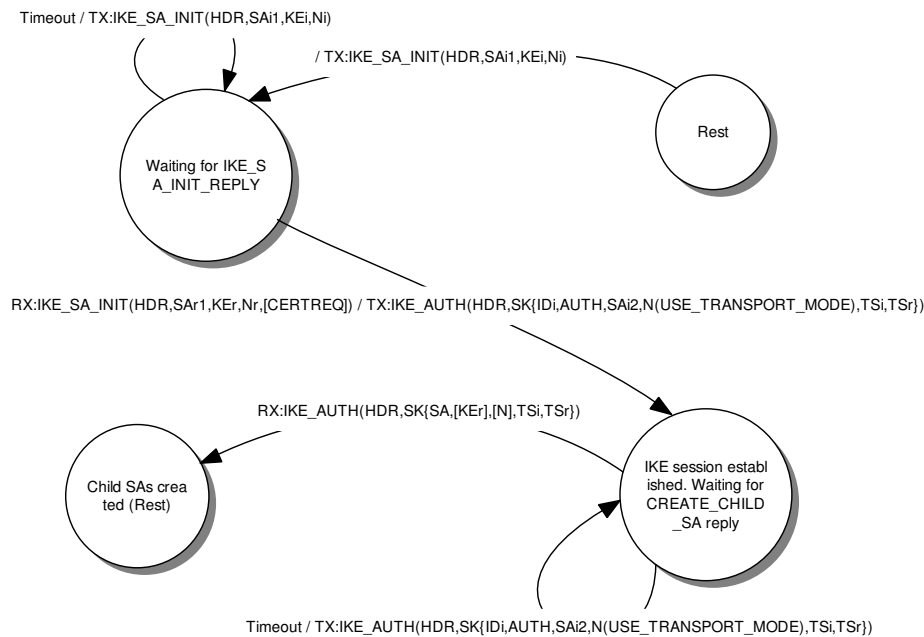 Timeout / TX:IKE_SA_INIT(HDR,SAi1,KEi,Ni)
/ TX:IKE_SA_INIT(HDR,SAi1,KEi,Ni)
Rest
Waiting for IKE_S
A_INIT_REPLY
RX:IKE_SA_INIT(HDR,SAr1,KEr,Nr,[CERTREQ]) / TX:IKE_AUTH(HDR,SK{IDi,AUTH,SAi2,N(USE_TRANSPORT_MODE),TSi,TSr})
RX:IKE_AUTH(HDR,SK{SA,[KEr],[N],TSi,TSr})
Child SAs crea
ted (Rest)
IKE session establ
ished. Waiting for
CREATE_CHILD
_SA reply
Timeout / TX:IKE_AUTH(HDR,SK{IDi,AUTH,SAi2,N(USE_TRANSPORT_MODE),TSi,TSr})